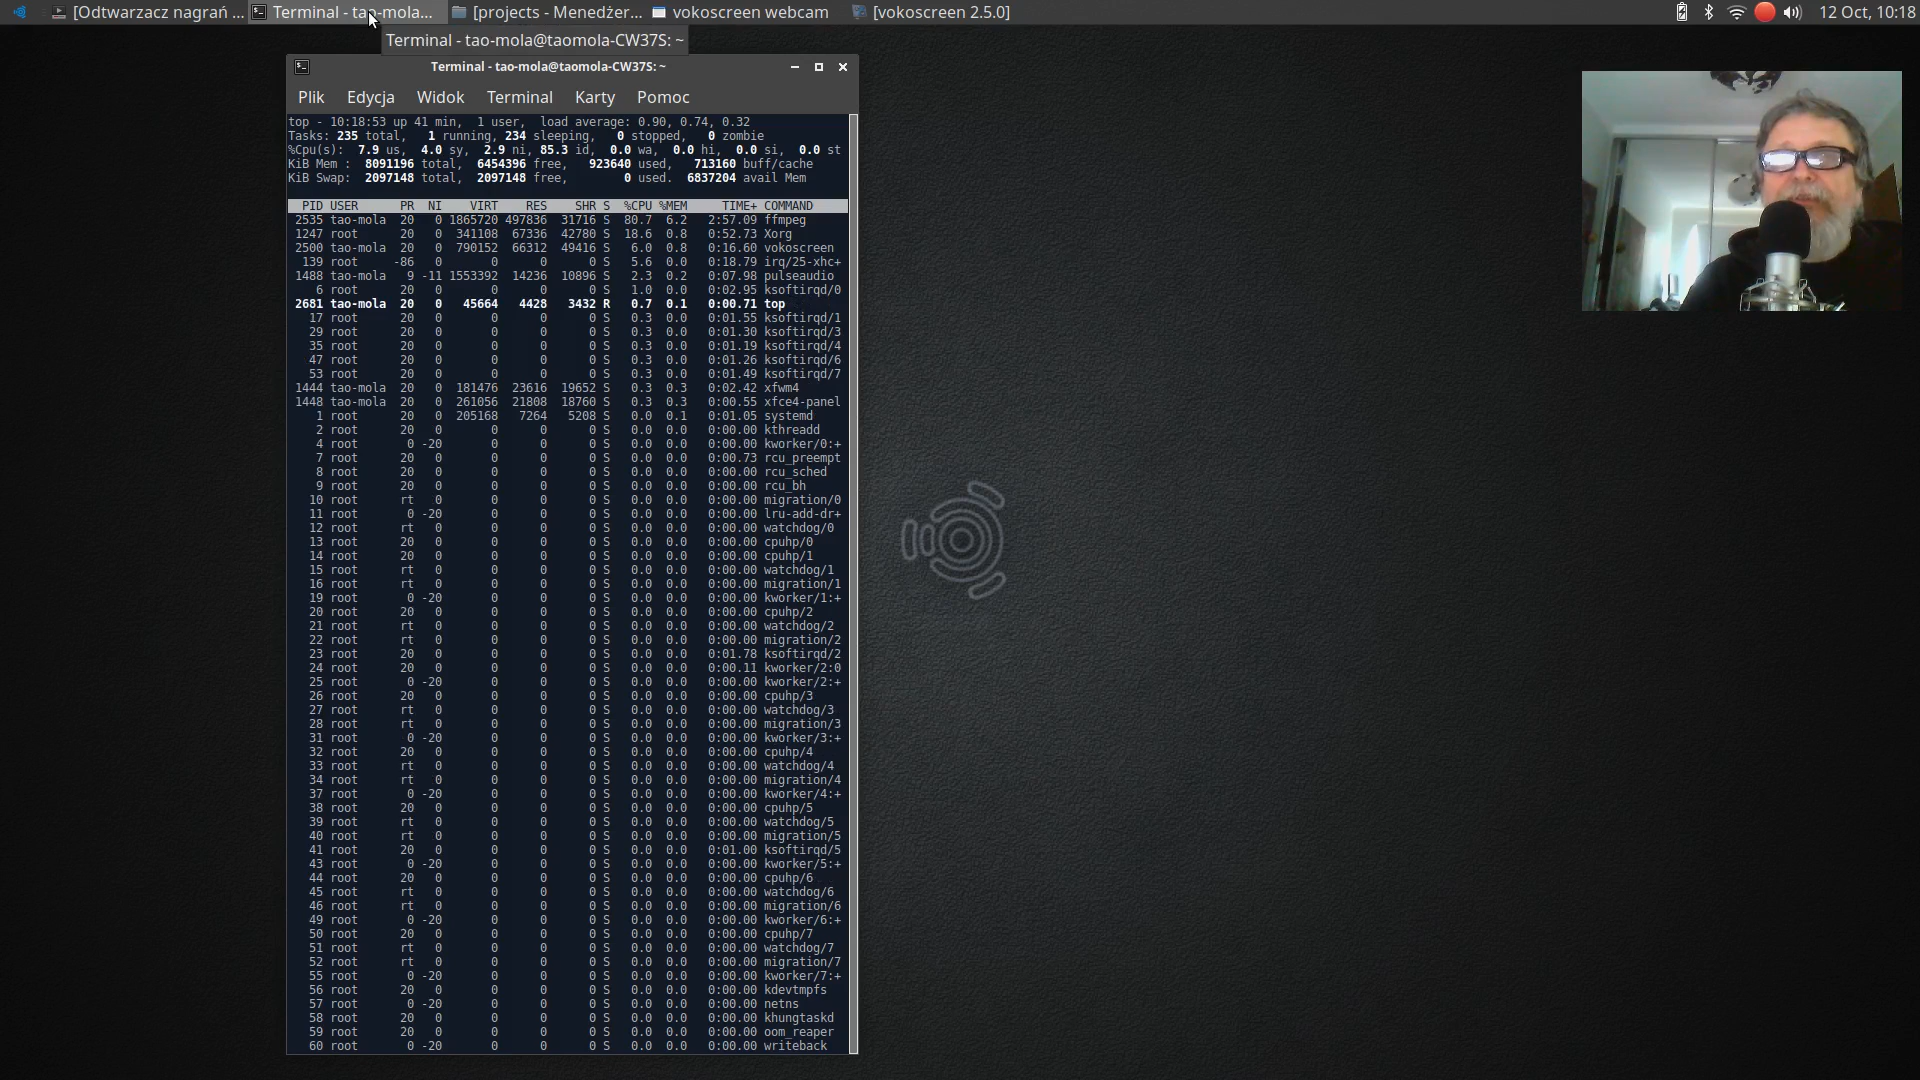 [Odtwarzacz nagrań ... Terminal - tao-mola... [projects - Menedżer... vokoscreen webcam [vokoscreen 2.5.0] 12 Oct, 10:18
Terminal - tao-mola@taomola-CW37S: ~
Terminal - tao-mola@taomola-CW37S: ~
Plik Edycja Widok Terminal Karty Pomoc
top - 10:18:53 up 41 min,  1 user,  load average: 0.90, 0.74, 0.32
Tasks: 235 total,   1 running, 234 sleeping,   0 stopped,   0 zombie
%Cpu(s):  7.9 us,  4.0 sy,  2.9 ni, 85.3 id,  0.0 wa,  0.0 hi,  0.0 si,  0.0 st
KiB Mem :  8091196 total,  6454396 free,   923640 used,   713160 buff/cache
KiB Swap:  2097148 total,  2097148 free,        0 used.  6837204 avail Mem
PID USER PR NI VIRT RES SHR S %CPU %MEM TIME+ COMMAND
2535 tao-mola 20 0 1865720 497836 31716 S 80.7 6.2 2:57.09 ffmpeg
1247 root 20 0 341108 67336 42780 S 18.6 0.8 0:52.73 Xorg
2500 tao-mola 20 0 790152 66312 49416 S 6.0 0.8 0:16.60 vokoscreen
139 root -86 0 0 0 0 S 5.6 0.0 0:18.79 irq/25-xhc+
1488 tao-mola 9 -11 1553392 14236 10896 S 2.3 0.2 0:07.98 pulseaudio
6 root 20 0 0 0 0 S 1.0 0.0 0:02.95 ksoftirqd/0
2681 tao-mola 20 0 45664 4428 3432 R 0.7 0.1 0:00.71 top
17 root 20 0 0 0 0 S 0.3 0.0 0:01.55 ksoftirqd/1
29 root 20 0 0 0 0 S 0.3 0.0 0:01.30 ksoftirqd/3
35 root 20 0 0 0 0 S 0.3 0.0 0:01.19 ksoftirqd/4
47 root 20 0 0 0 0 S 0.3 0.0 0:01.26 ksoftirqd/6
53 root 20 0 0 0 0 S 0.3 0.0 0:01.49 ksoftirqd/7
1444 tao-mola 20 0 181476 23616 19652 S 0.3 0.3 0:02.42 xfwm4
1448 tao-mola 20 0 261056 21808 18760 S 0.3 0.3 0:00.55 xfce4-panel
1 root 20 0 205168 7264 5208 S 0.0 0.1 0:01.05 systemd
2 root 20 0 0 0 0 S 0.0 0.0 0:00.00 kthreadd
4 root 0 -20 0 0 0 S 0.0 0.0 0:00.00 kworker/0:+
7 root 20 0 0 0 0 S 0.0 0.0 0:00.73 rcu_preempt
8 root 20 0 0 0 0 S 0.0 0.0 0:00.00 rcu_sched
9 root 20 0 0 0 0 S 0.0 0.0 0:00.00 rcu_bh
10 root rt 0 0 0 0 S 0.0 0.0 0:00.00 migration/0
11 root 0 -20 0 0 0 S 0.0 0.0 0:00.00 lru-add-dr+
12 root rt 0 0 0 0 S 0.0 0.0 0:00.00 watchdog/0
13 root 20 0 0 0 0 S 0.0 0.0 0:00.00 cpuhp/0
14 root 20 0 0 0 0 S 0.0 0.0 0:00.00 cpuhp/1
15 root rt 0 0 0 0 S 0.0 0.0 0:00.00 watchdog/1
16 root rt 0 0 0 0 S 0.0 0.0 0:00.00 migration/1
19 root 0 -20 0 0 0 S 0.0 0.0 0:00.00 kworker/1:+
20 root 20 0 0 0 0 S 0.0 0.0 0:00.00 cpuhp/2
21 root rt 0 0 0 0 S 0.0 0.0 0:00.00 watchdog/2
22 root rt 0 0 0 0 S 0.0 0.0 0:00.00 migration/2
23 root 20 0 0 0 0 S 0.0 0.0 0:01.78 ksoftirqd/2
24 root 20 0 0 0 0 S 0.0 0.0 0:00.11 kworker/2:0
25 root 0 -20 0 0 0 S 0.0 0.0 0:00.00 kworker/2:+
26 root 20 0 0 0 0 S 0.0 0.0 0:00.00 cpuhp/3
27 root rt 0 0 0 0 S 0.0 0.0 0:00.00 watchdog/3
28 root rt 0 0 0 0 S 0.0 0.0 0:00.00 migration/3
31 root 0 -20 0 0 0 S 0.0 0.0 0:00.00 kworker/3:+
32 root 20 0 0 0 0 S 0.0 0.0 0:00.00 cpuhp/4
33 root rt 0 0 0 0 S 0.0 0.0 0:00.00 watchdog/4
34 root rt 0 0 0 0 S 0.0 0.0 0:00.00 migration/4
37 root 0 -20 0 0 0 S 0.0 0.0 0:00.00 kworker/4:+
38 root 20 0 0 0 0 S 0.0 0.0 0:00.00 cpuhp/5
39 root rt 0 0 0 0 S 0.0 0.0 0:00.00 watchdog/5
40 root rt 0 0 0 0 S 0.0 0.0 0:00.00 migration/5
41 root 20 0 0 0 0 S 0.0 0.0 0:01.00 ksoftirqd/5
43 root 0 -20 0 0 0 S 0.0 0.0 0:00.00 kworker/5:+
44 root 20 0 0 0 0 S 0.0 0.0 0:00.00 cpuhp/6
45 root rt 0 0 0 0 S 0.0 0.0 0:00.00 watchdog/6
46 root rt 0 0 0 0 S 0.0 0.0 0:00.00 migration/6
49 root 0 -20 0 0 0 S 0.0 0.0 0:00.00 kworker/6:+
50 root 20 0 0 0 0 S 0.0 0.0 0:00.00 cpuhp/7
51 root rt 0 0 0 0 S 0.0 0.0 0:00.00 watchdog/7
52 root rt 0 0 0 0 S 0.0 0.0 0:00.00 migration/7
55 root 0 -20 0 0 0 S 0.0 0.0 0:00.00 kworker/7:+
56 root 20 0 0 0 0 S 0.0 0.0 0:00.00 kdevtmpfs
57 root 0 -20 0 0 0 S 0.0 0.0 0:00.00 netns
58 root 20 0 0 0 0 S 0.0 0.0 0:00.00 khungtaskd
59 root 20 0 0 0 0 S 0.0 0.0 0:00.00 oom_reaper
60 root 0 -20 0 0 0 S 0.0 0.0 0:00.00 writeback